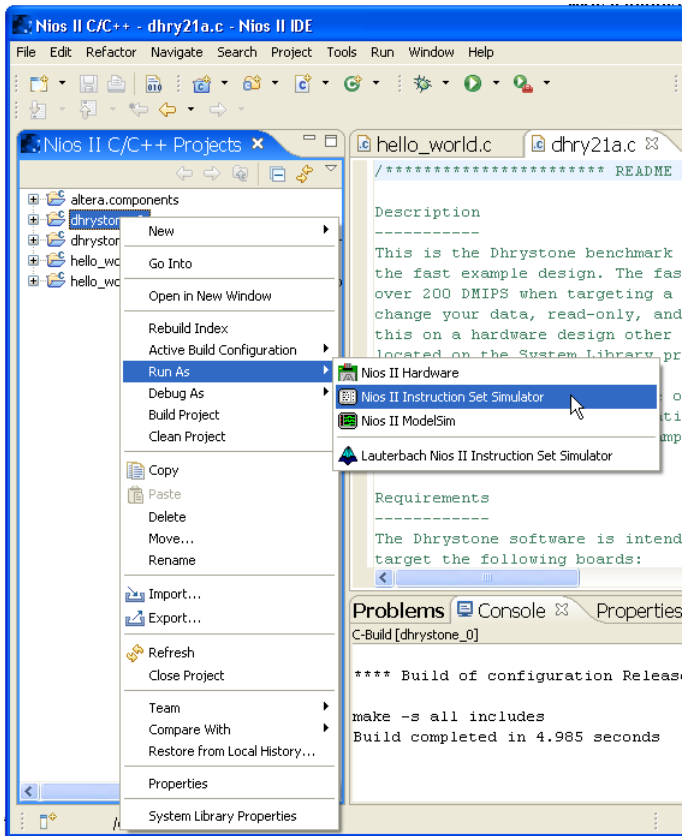 Nios II C/C++ - dhry21a.c - Nios II IDE
File Edit Refactor Navigate Search Project Tools Run Window Help
010
Nios II C/C++ Projects
hello_world.c dhry21a.c
altera.components
dhryston
hello_wo
hello_wo
New
Go Into
Open in New Window
Rebuild Index
Active Build Configuration
Run As
Debug As
Build Project
Clean Project
Copy
Paste
Delete
Move...
Rename
Import...
Export...
Refresh
Close Project
Team
Compare With
Restore from Local History...
Properties
System Library Properties
Nios II Hardware
Nios II Instruction Set Simulator
Nios II ModelSim
Lauterbach Nios II Instruction Set Simulator
/*********************** README
Description
-----------
This is the Dhrystone benchmark
the fast example design. The fas
over 200 DMIPS when targeting a
change your data, read-only, and
this on a hardware design other
located on the System Library pr
Requirements
------------
The Dhrystone software is intend
target the following boards:
Problems Console Properties
C-Build [dhrystone_0]
**** Build of configuration Releas
make -s all includes
Build completed in 4.985 seconds